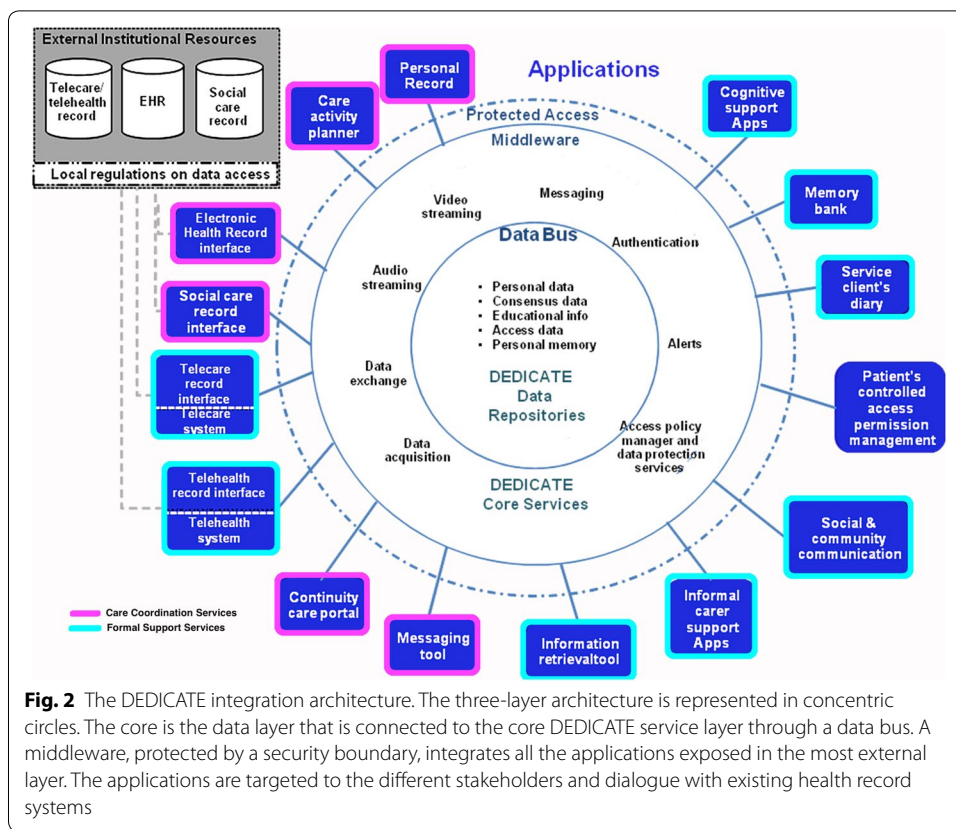 External Institutional Resources
Telecare/
telehealth
record
EHR
Social
care
record
Local regulations on data access
Personal
Record
Care
activity
planner
Applications
Protected Access
Middleware
Cognitive
support
Apps
Memory
bank
Service
client's
diary
Patient's
controlled
access
permission
management
Social &
community
communication
Informal
carer
support
Apps
Information
retrievaltool
Messaging
tool
Continuity
care portal
Telehealth
record interface
Telehealth
system
Telecare
record
interface
Telecare
system
Social care
record
interface
Electronic
Health Record
interface
Video
streaming
Messaging
Authentication
Audio
streaming
Alerts
Data
exchange
Data
acquisition
Access policy
manager and
data protection
services
DEDICATE
Core Services
Data Bus
• Personal data
• Consensus data
• Educational info
• Access data
• Personal memory
DEDICATE
Data
Repositories
Care Coordination Services
Formal Support Services
Fig. 2 The DEDICATE integration architecture. The three-layer architecture is represented in concentric
circles. The core is the data layer that is connected to the core DEDICATE service layer through a data bus. A
middleware, protected by a security boundary, integrates all the applications exposed in the most external
layer. The applications are targeted to the different stakeholders and dialogue with existing health record
systems